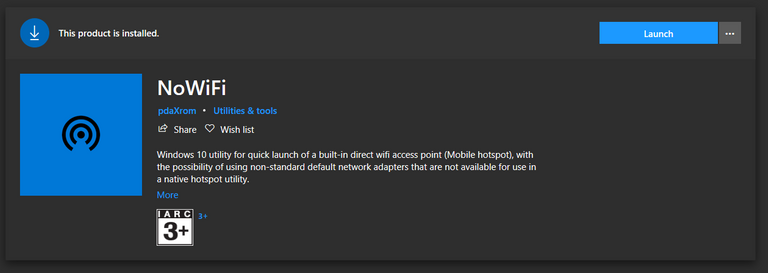 This product is installed.
Launch
NoWiFi
pdaXrom • Utilities & tools
Share Wish list
Windows 10 utility for quick launch of a built-in direct wifi access point (Mobile hotspot), with
the possibility of using non-standard default network adapters that are not available for use in
a native hotspot utility.
More
IARC
3+ 3+